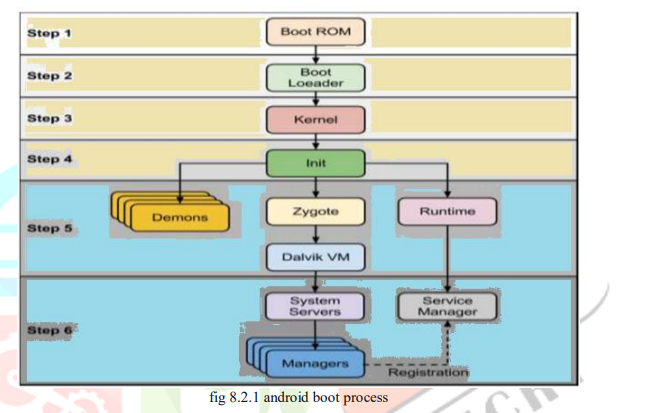 Step 1
Boot ROM
Step 2
Boot
Loeader
Step 3
Kernel
Step 4
Init
Step 5
Demons
Zygote
Runtime
Dalvik VM
Step 6
System
Servers
Service
Manager
Managers
Registration
fig 8.2.1 android boot process